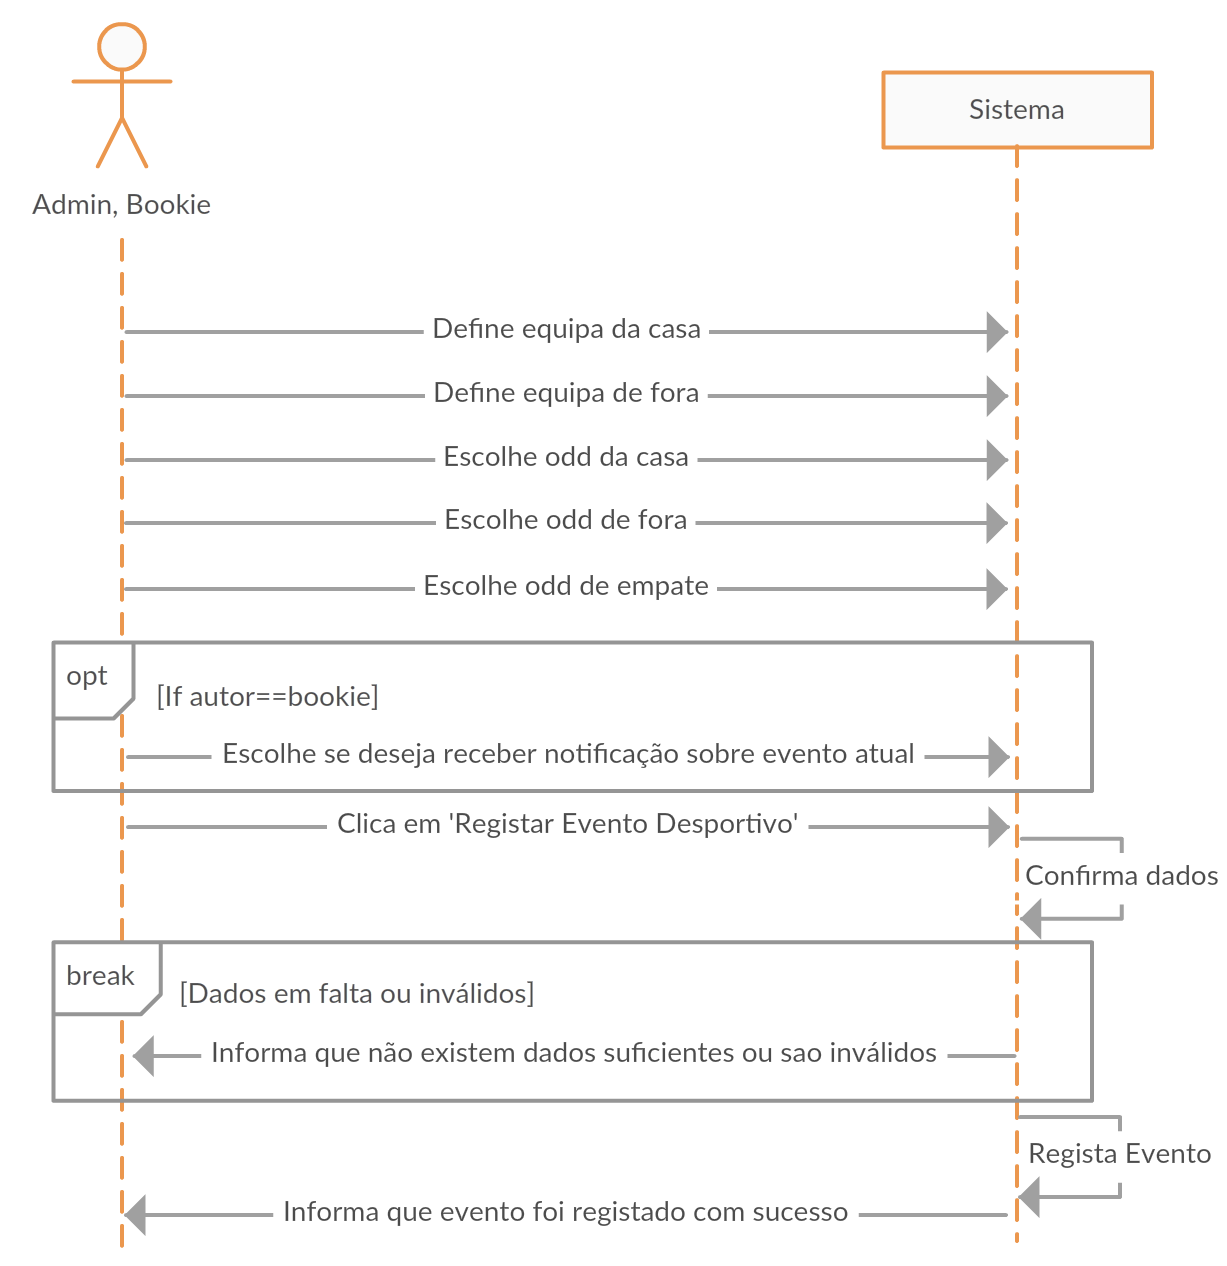 Sistema
Admin, Bookie
Define equipa da casa
Define equipa de fora
Escolhe odd da casa
Escolhe odd de fora
Escolhe odd de empate
opt
[If autor==bookie]
Escolhe se deseja receber notificação sobre evento atual
Clica em 'Registar Evento Desportivo'
Confirma dados
break
[Dados em falta ou inválidos]
Informa que não existem dados suficientes ou sao inválidos
Regista Evento
Informa que evento foi registado com sucesso